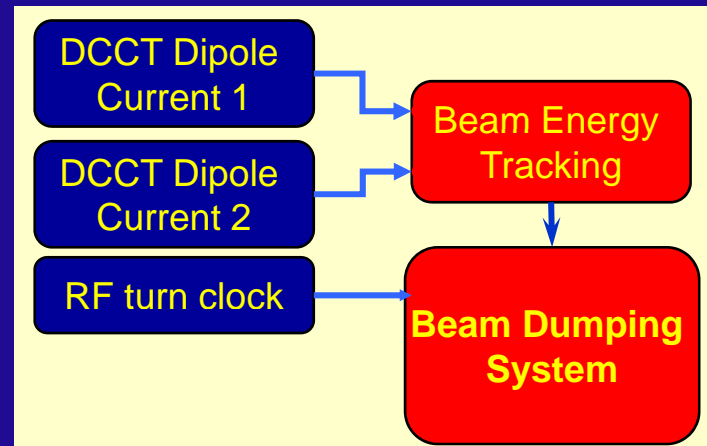 DCCT Dipole
Current 1
DCCT Dipole
Current 2
RF turn clock
Beam Energy
Tracking
Beam Dumping
System